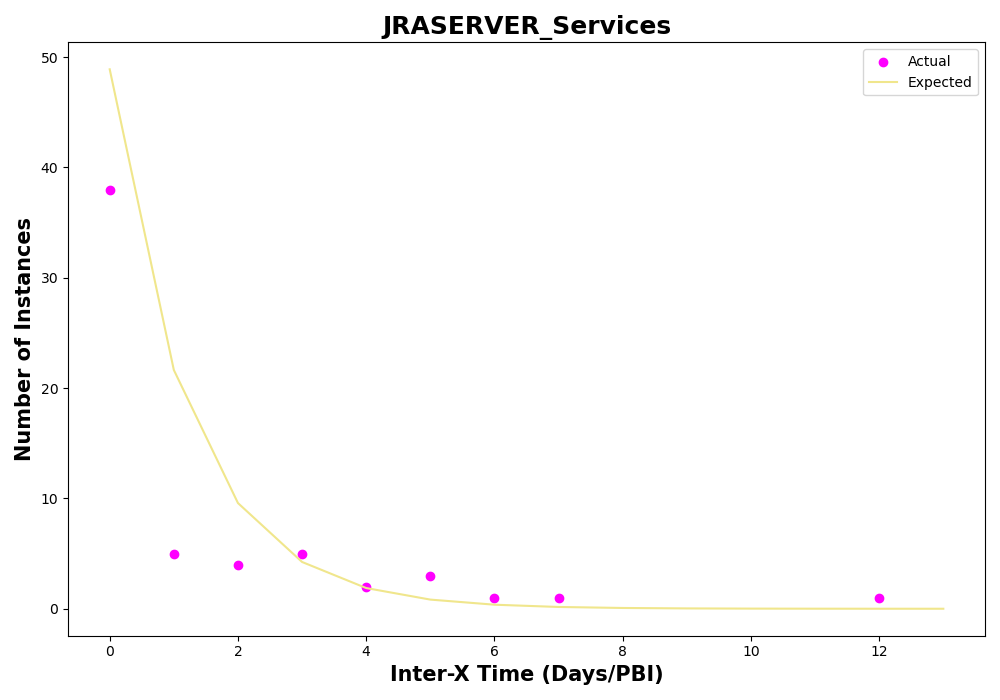 JRASERVER_Services
Actual
Expected
50
40
30
20
10
0
Number of Instances
0 2 4 6 8 10 12
Inter-X Time (Days/PBI)